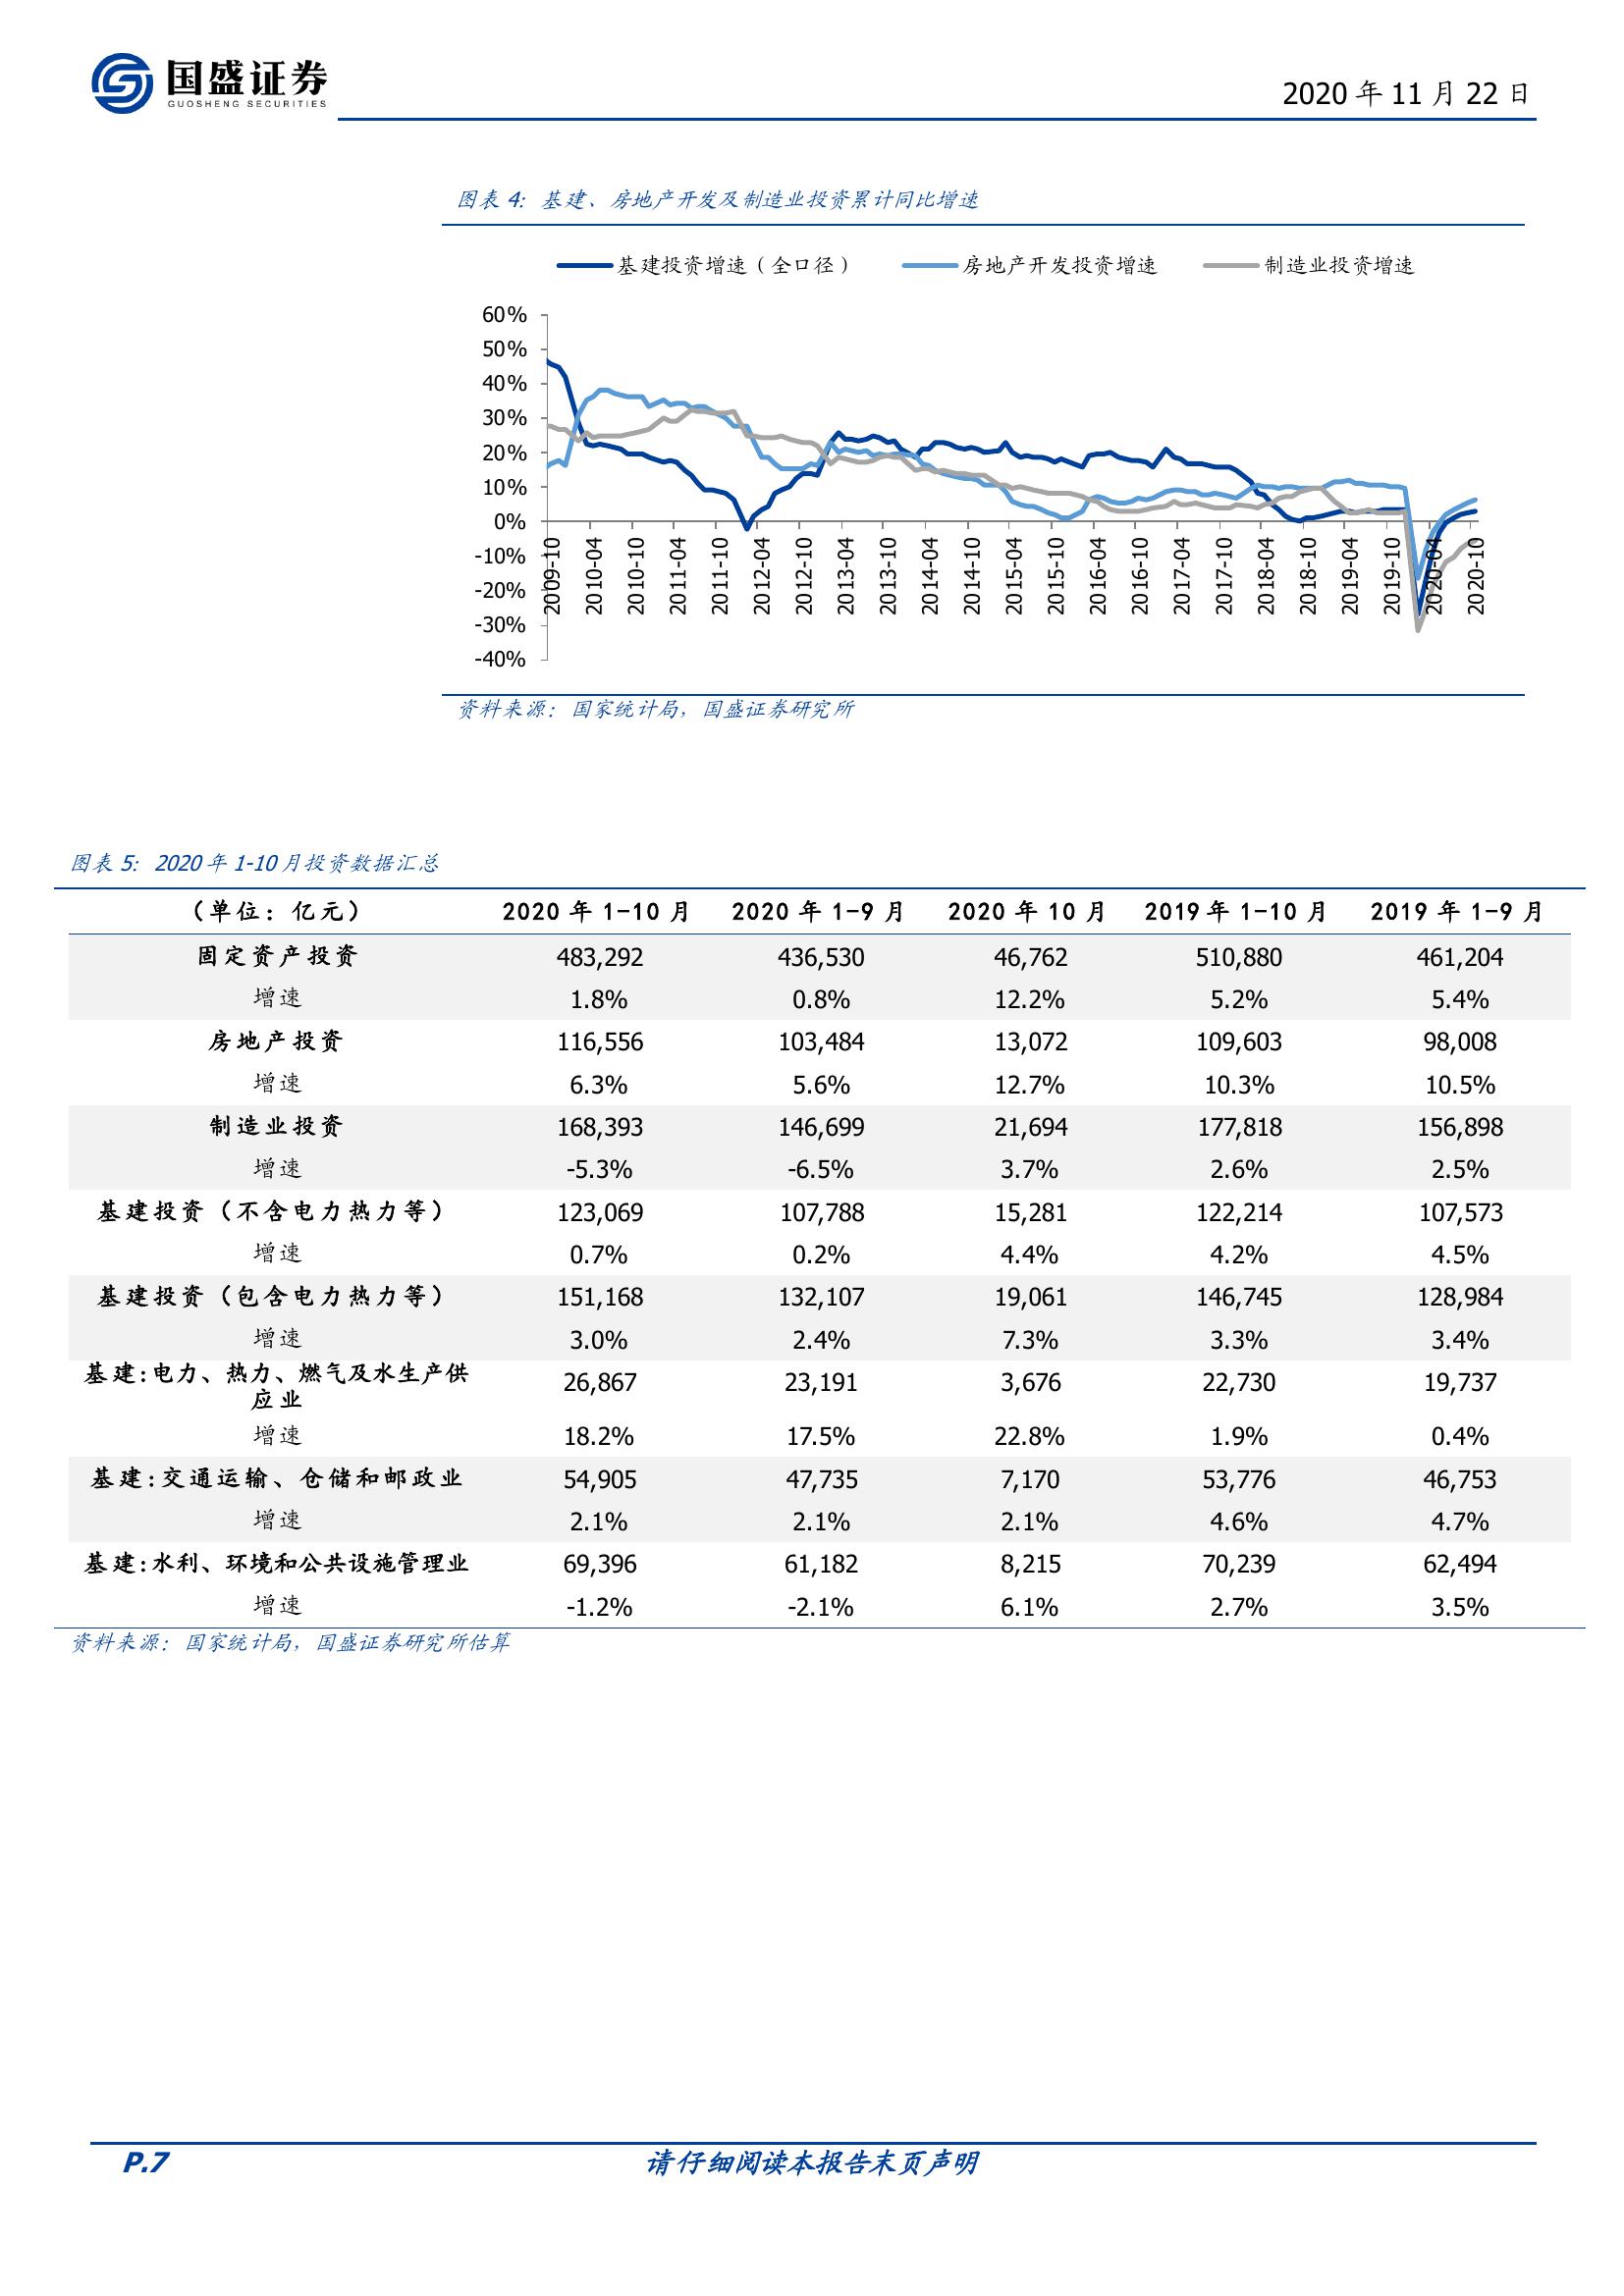 国盛证券
GUOSHENG SECURITIES
2020 年 11 月 22 日
图表 4: 基建、房地产开发及制造业投资累计同比增速
基建投资增速（全口径） 房地产开发投资增速 制造业投资增速
60%
50%
40%
30%
20%
10%
0%
-10%
-20%
-30%
-40%
2009-10 2010-04 2010-10 2011-04 2011-10 2012-04 2012-10 2013-04 2013-10 2014-04 2014-10 2015-04 2015-10 2016-04 2016-10 2017-04 2017-10 2018-04 2018-10 2019-04 2019-10 2020-04 2020-10
资料来源：国家统计局，国盛证券研究所
图表 5: 2020 年 1-10 月投资数据汇总
（单位：亿元） 2020 年 1-10 月 2020 年 1-9 月 2020 年 10 月 2019 年 1-10 月 2019 年 1-9 月
固定资产投资 483,292 436,530 46,762 510,880 461,204
增速 1.8% 0.8% 12.2% 5.2% 5.4%
房地产投资 116,556 103,484 13,072 109,603 98,008
增速 6.3% 5.6% 12.7% 10.3% 10.5%
制造业投资 168,393 146,699 21,694 177,818 156,898
增速 -5.3% -6.5% 3.7% 2.6% 2.5%
基建投资（不含电力热力等） 123,069 107,788 15,281 122,214 107,573
增速 0.7% 0.2% 4.4% 4.2% 4.5%
基建投资（包含电力热力等） 151,168 132,107 19,061 146,745 128,984
增速 3.0% 2.4% 7.3% 3.3% 3.4%
基建:电力、热力、燃气及水生产供
应业 26,867 23,191 3,676 22,730 19,737
增速 18.2% 17.5% 22.8% 1.9% 0.4%
基建:交通运输、仓储和邮政业 54,905 47,735 7,170 53,776 46,753
增速 2.1% 2.1% 2.1% 4.6% 4.7%
基建:水利、环境和公共设施管理业 69,396 61,182 8,215 70,239 62,494
增速 -1.2% -2.1% 6.1% 2.7% 3.5%
资料来源：国家统计局，国盛证券研究所估算
P.7 请仔细阅读本报告末页声明